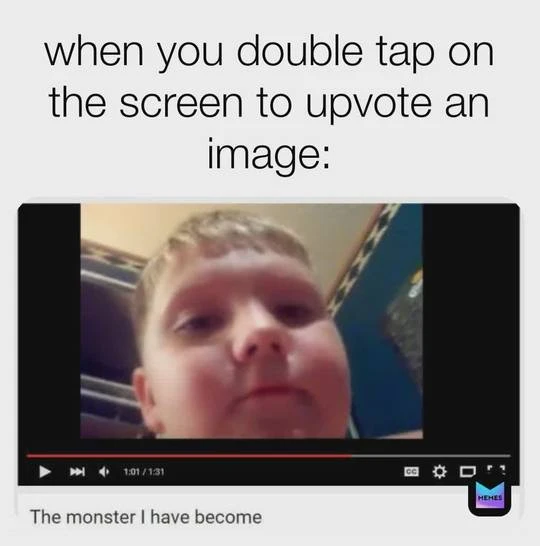 when you double tap on
the screen to upvote an
image:
1:01 / 1:31
CC
MEMES
The monster I have become